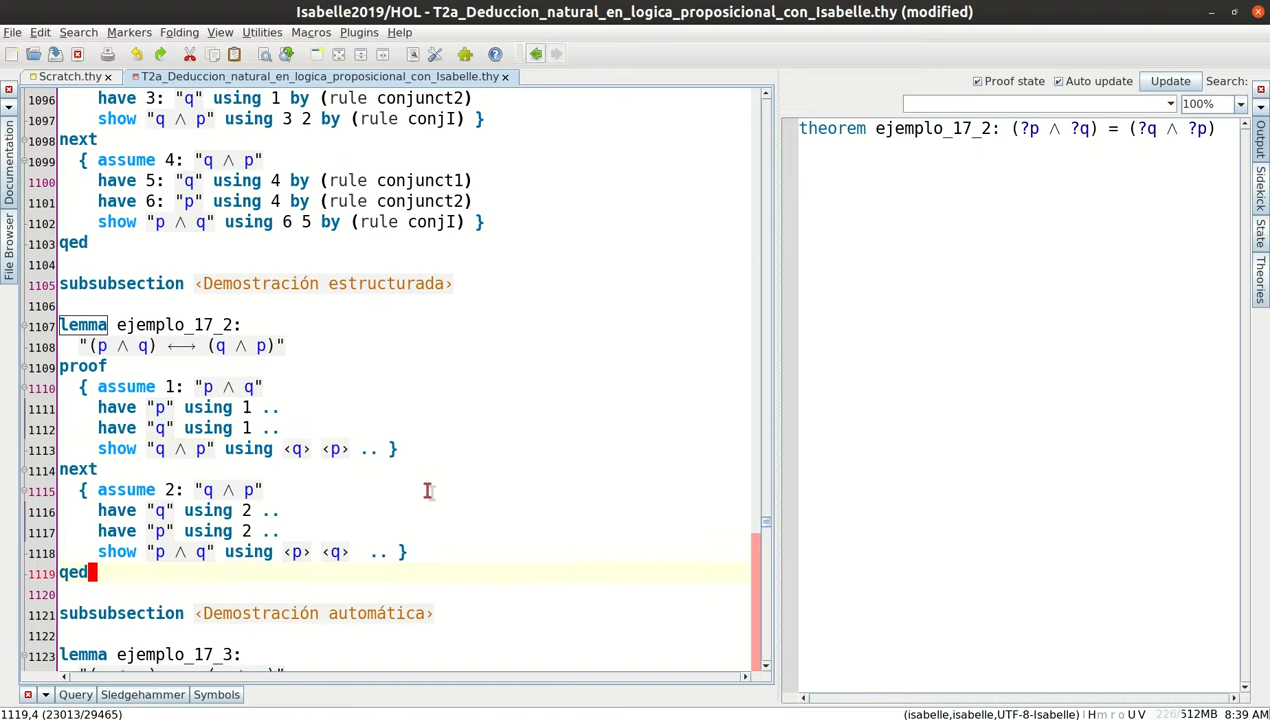 Isabelle2019/HOL - T2a_Deduccion_natural_en_logica_proposicional_con_Isabelle.thy (modified)
File Edit Search Markers Folding View Utilities Macros Plugins Help
Scratch.thy T2a_Deduccion_natural_en_logica_proposicional_con_Isabelle.thy
Proof state Auto update Update Search:
100%
Documentation
File Browser
1096 have 3: "q" using 1 by (rule conjunct2)
1097 show "q ∧ p" using 3 2 by (rule conjI) }
1098 next
1099 { assume 4: "q ∧ p"
1100 have 5: "q" using 4 by (rule conjunct1)
1101 have 6: "p" using 4 by (rule conjunct2)
1102 show "p ∧ q" using 6 5 by (rule conjI) }
1103 qed
1104
1105 subsubsection ‹Demostración estructurada›
1106
1107 lemma ejemplo_17_2:
1108 "(p ∧ q) ⟷ (q ∧ p)"
1109 proof
1110 { assume 1: "p ∧ q"
1111 have "p" using 1 ..
1112 have "q" using 1 ..
1113 show "q ∧ p" using ‹q› ‹p› .. }
1114 next
1115 { assume 2: "q ∧ p"
1116 have "q" using 2 ..
1117 have "p" using 2 ..
1118 show "p ∧ q" using ‹p› ‹q›  .. }
1119 qed
1120
1121 subsubsection ‹Demostración automática›
1122
1123 lemma ejemplo_17_3:
theorem ejemplo_17_2: (?p ∧ ?q) = (?q ∧ ?p)
Output
Sidekick
State
Theories
Query Sledgehammer Symbols
1119,4 (23013/29465)
(isabelle,isabelle,UTF-8-Isabelle) | H m r o U V 226/512MB 8:39 AM